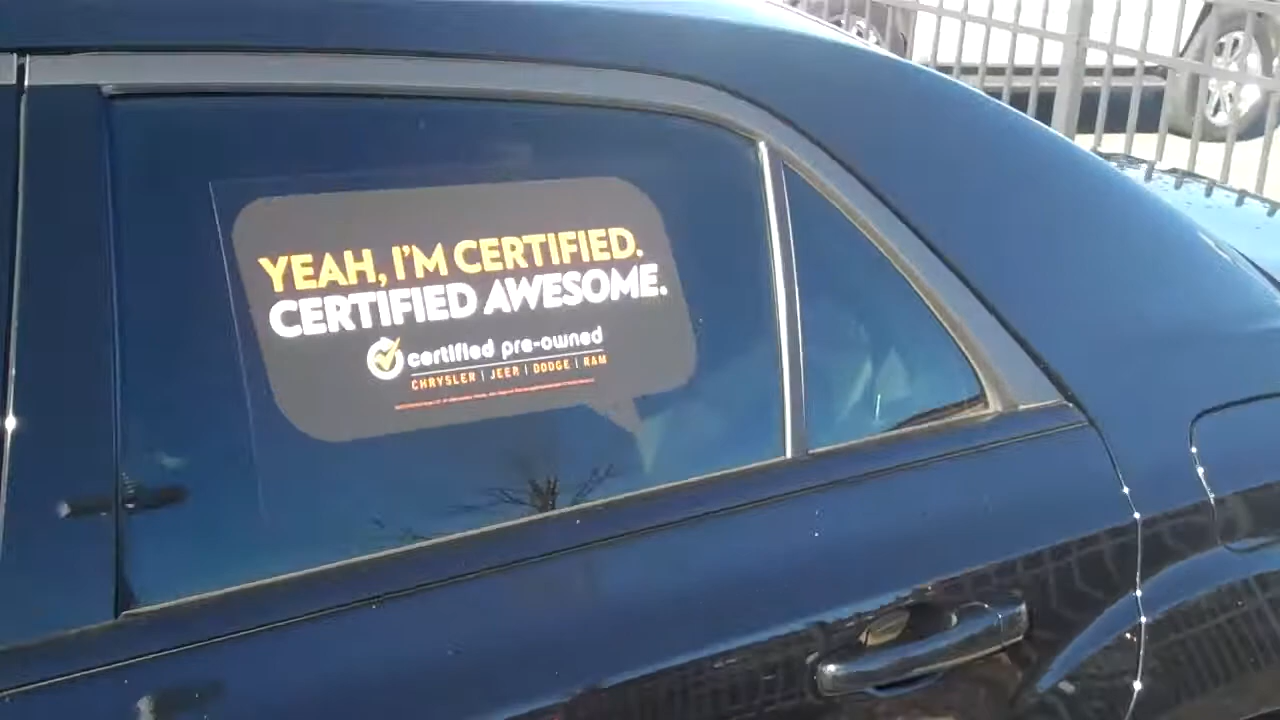 YEAH, I'M CERTIFIED.
CERTIFIED AWESOME.
certified pre-owned
CHRYSLER | JEEP | DODGE | RAM